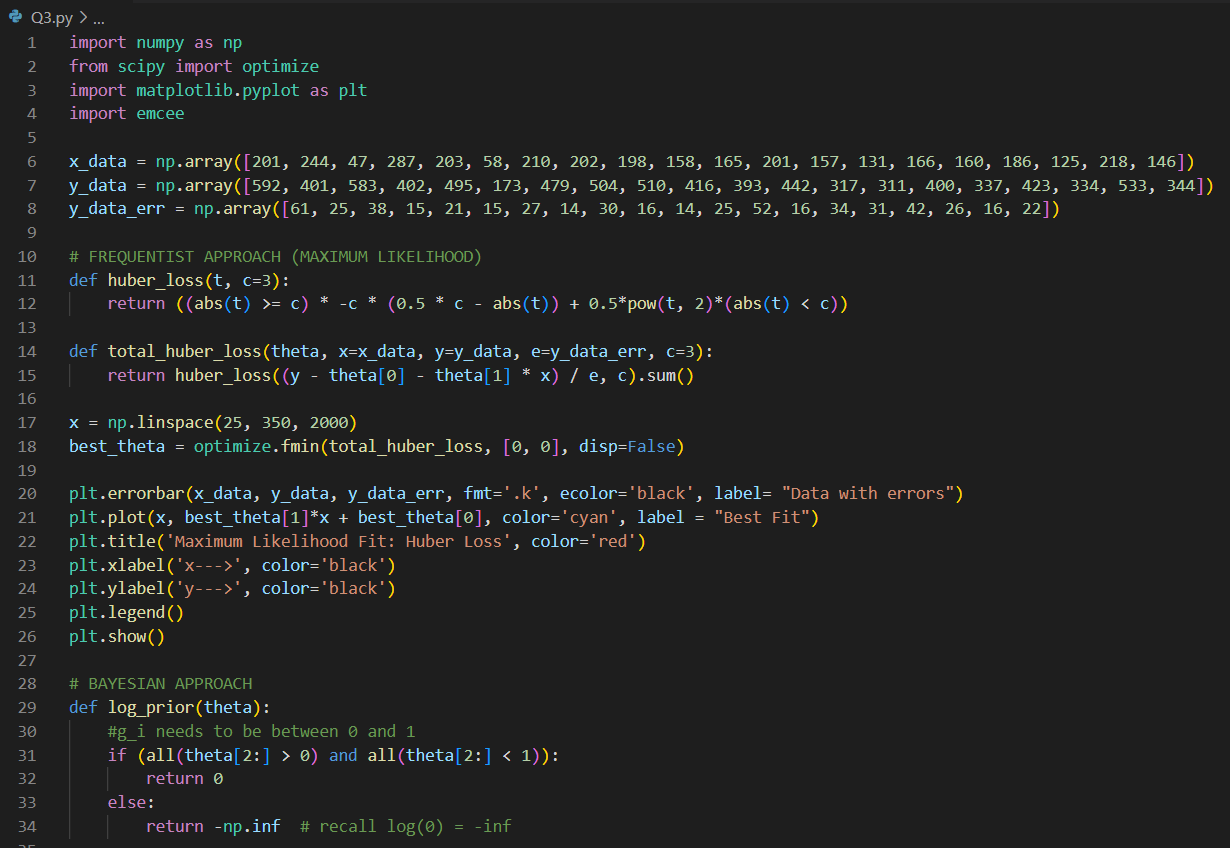 Q3.py > ...
1 import numpy as np
2 from scipy import optimize
3 import matplotlib.pyplot as plt
4 import emcee
5
6 x_data = np.array([201, 244, 47, 287, 203, 58, 210, 202, 198, 158, 165, 201, 157, 131, 166, 160, 186, 125, 218, 146])
7 y_data = np.array([592, 401, 583, 402, 495, 173, 479, 504, 510, 416, 393, 442, 317, 311, 400, 337, 423, 334, 533, 344])
8 y_data_err = np.array([61, 25, 38, 15, 21, 15, 27, 14, 30, 16, 14, 25, 52, 16, 34, 31, 42, 26, 16, 22])
9
10 # FREQUENTIST APPROACH (MAXIMUM LIKELIHOOD)
11 def huber_loss(t, c=3):
12     return ((abs(t) >= c) * -c * (0.5 * c - abs(t)) + 0.5*pow(t, 2)*(abs(t) < c))
13
14 def total_huber_loss(theta, x=x_data, y=y_data, e=y_data_err, c=3):
15     return huber_loss((y - theta[0] - theta[1] * x) / e, c).sum()
16
17 x = np.linspace(25, 350, 2000)
18 best_theta = optimize.fmin(total_huber_loss, [0, 0], disp=False)
19
20 plt.errorbar(x_data, y_data, y_data_err, fmt='.k', ecolor='black', label= "Data with errors")
21 plt.plot(x, best_theta[1]*x + best_theta[0], color='cyan', label = "Best Fit")
22 plt.title('Maximum Likelihood Fit: Huber Loss', color='red')
23 plt.xlabel('x--->', color='black')
24 plt.ylabel('y--->', color='black')
25 plt.legend()
26 plt.show()
27
28 # BAYESIAN APPROACH
29 def log_prior(theta):
30     #g_i needs to be between 0 and 1
31     if (all(theta[2:] > 0) and all(theta[2:] < 1)):
32         return 0
33     else:
34         return -np.inf  # recall log(0) = -inf